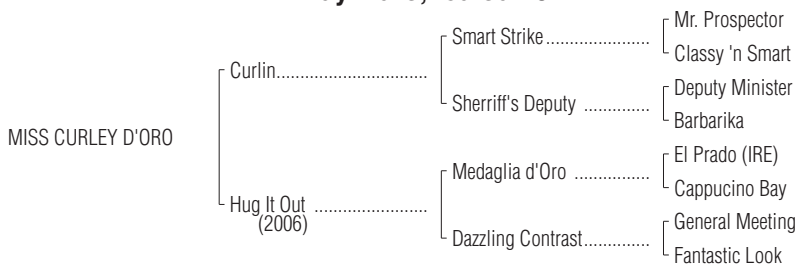 Mr. Prospector
Smart Strike
Classy 'n Smart
Curlin
Deputy Minister
Sherriff's Deputy
Barbarika
MISS CURLEY D'ORO
El Prado (IRE)
Medaglia d'Oro
Cappucino Bay
Hug It Out
(2006)
General Meeting
Dazzling Contrast
Fantastic Look